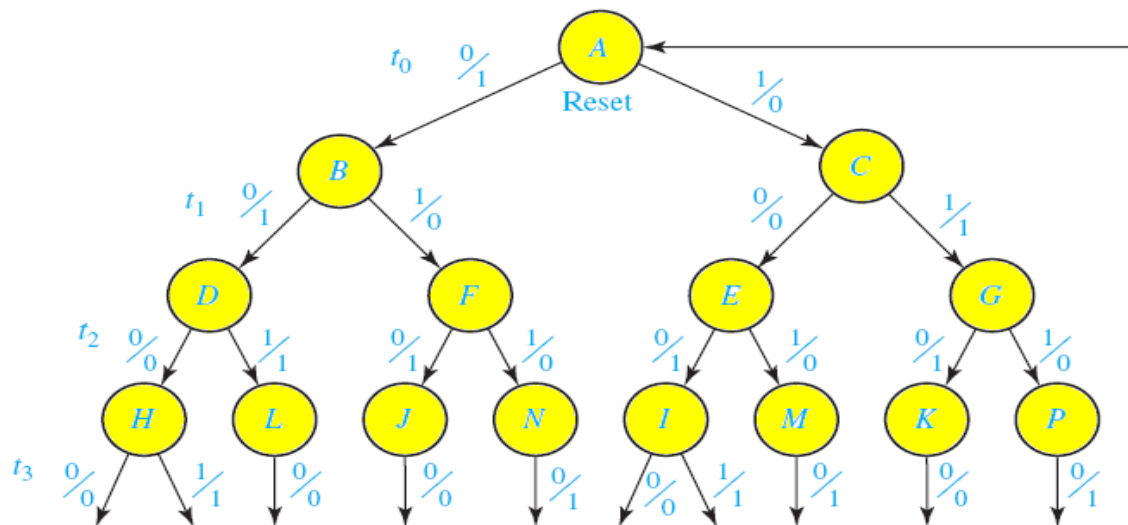 A
t₀ 0/1 1/0
Reset
B C
t₁ 0/1 1/0 0/0 1/1
D F E G
t₂ 0/0 1/1 0/1 1/0 0/1 1/0 0/1 1/0
H L J N I M K P
t₃ 0/0 1/1 0/0 0/0 0/1 0/0 1/1 0/1 0/0 0/1